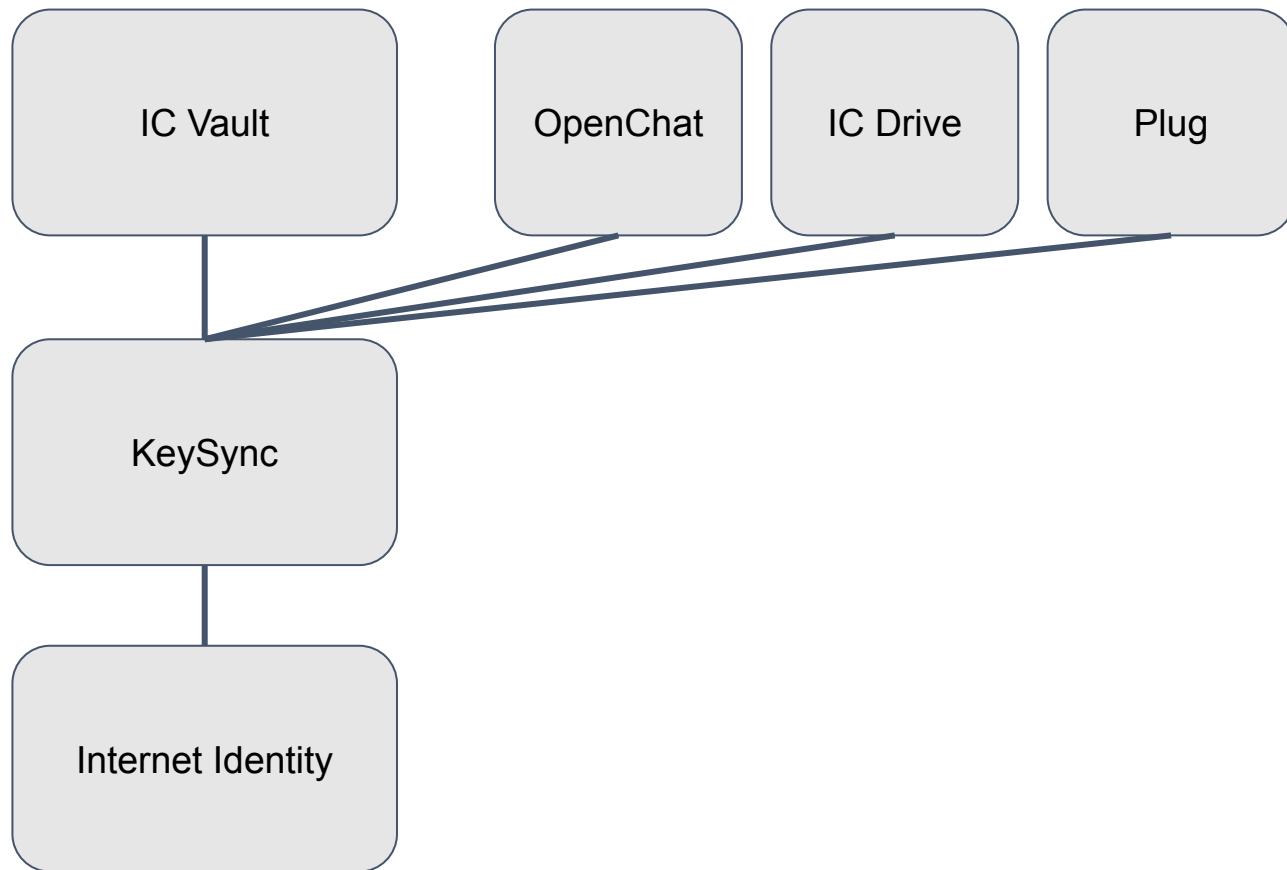 IC Vault
OpenChat
IC Drive
Plug
KeySync
Internet Identity